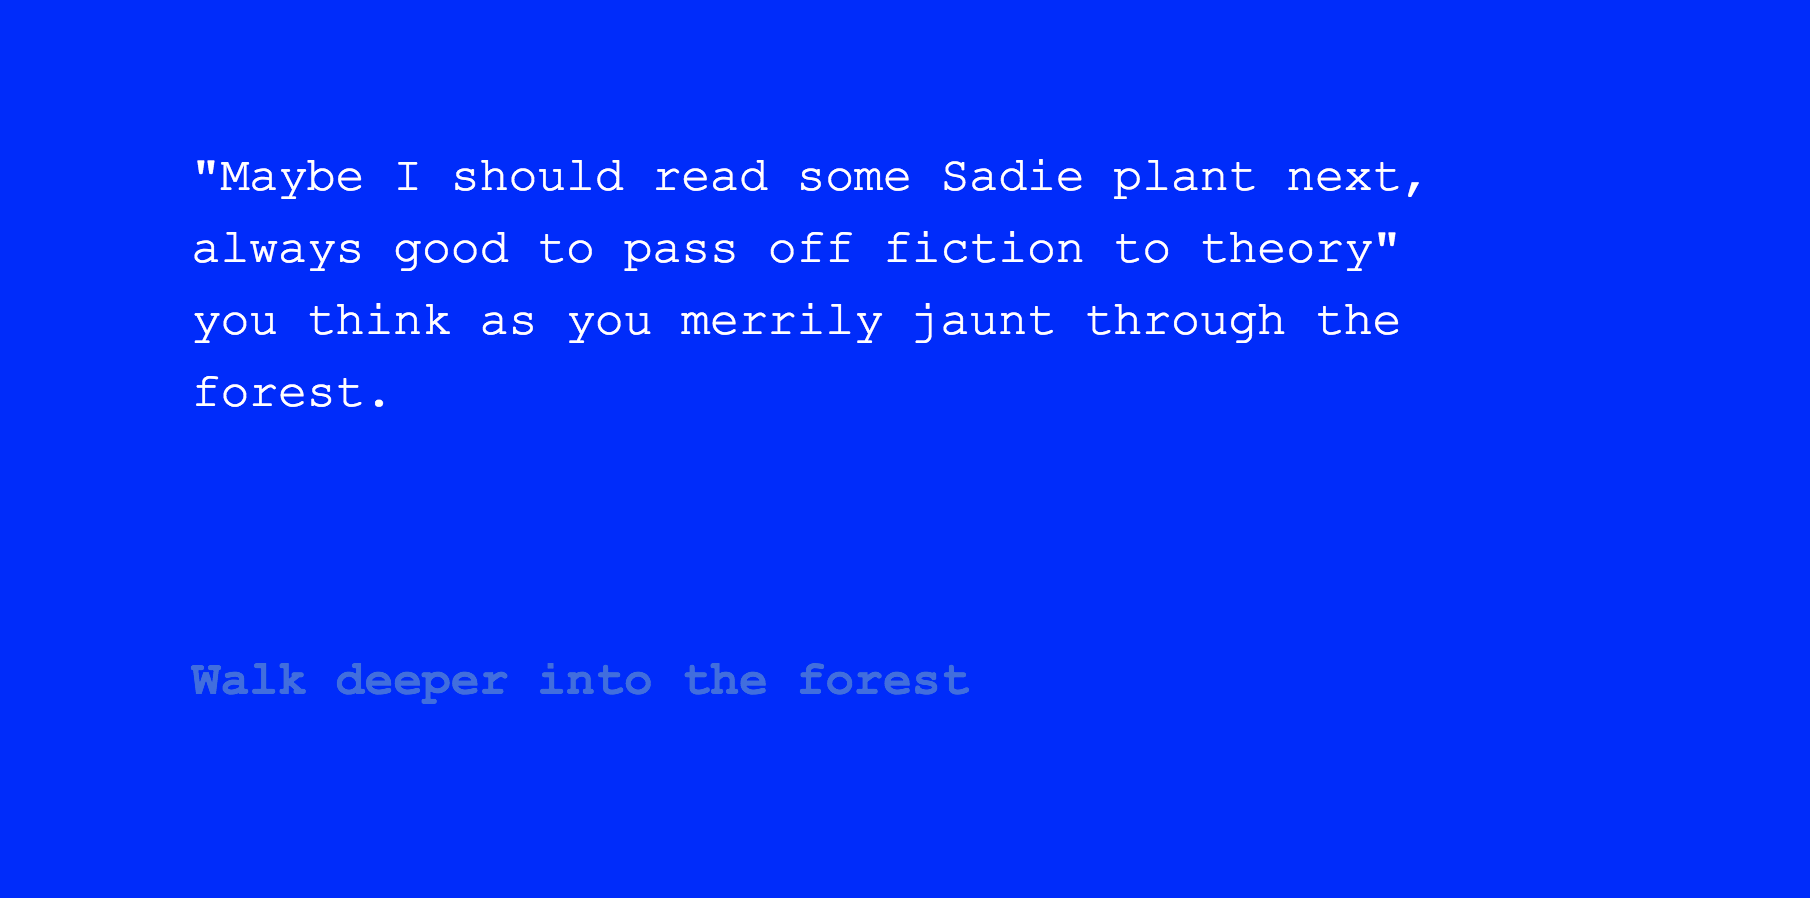 "Maybe I should read some Sadie plant next,
always good to pass off fiction to theory"
you think as you merrily jaunt through the
forest.
Walk deeper into the forest